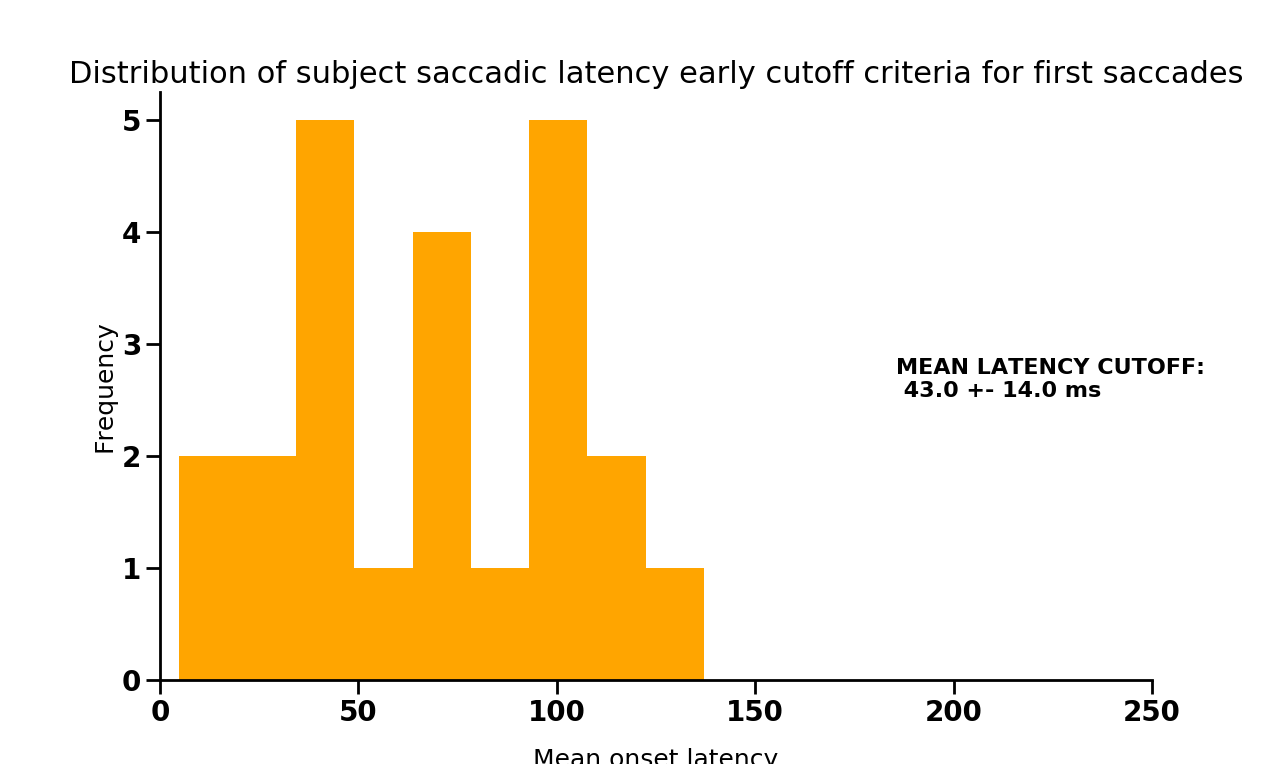 Distribution of subject saccadic latency early cutoff criteria for first saccades
5
4
3
2
1
0
Frequency
MEAN LATENCY CUTOFF:
43.0 +- 14.0 ms
0 50 100 150 200 250
Mean onset latency